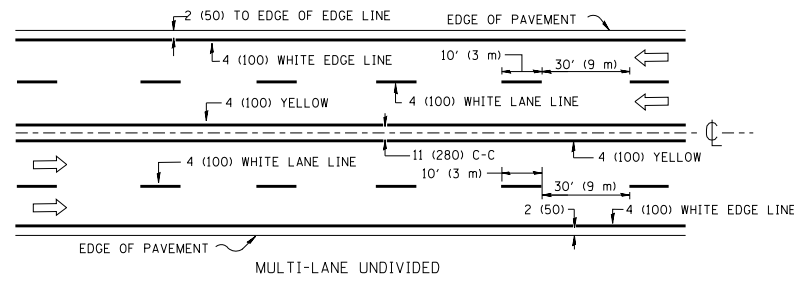 2 (50) TO EDGE OF EDGE LINE
EDGE OF PAVEMENT
4 (100) WHITE EDGE LINE
10' (3 m)
30' (9 m)
4 (100) YELLOW
4 (100) WHITE LANE LINE
℄
4 (100) WHITE LANE LINE
11 (280) C-C
4 (100) YELLOW
10' (3 m)
30' (9 m)
2 (50)
4 (100) WHITE EDGE LINE
EDGE OF PAVEMENT
MULTI-LANE UNDIVIDED